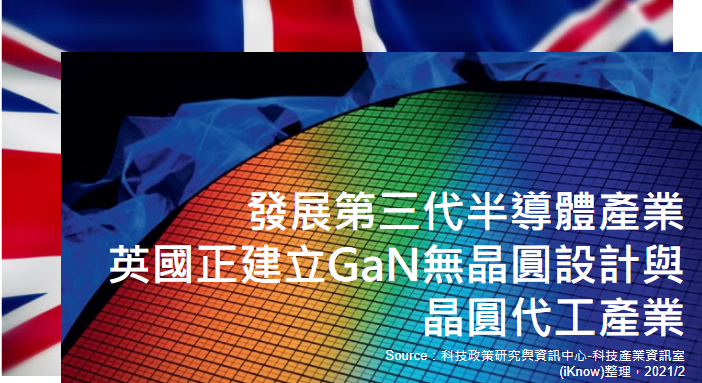 發展第三代半導體產業
英國正建立GaN無晶圓設計與
晶圓代工產業
Source：科技政策研究與資訊中心-科技產業資訊室
(iKnow)整理，2021/2